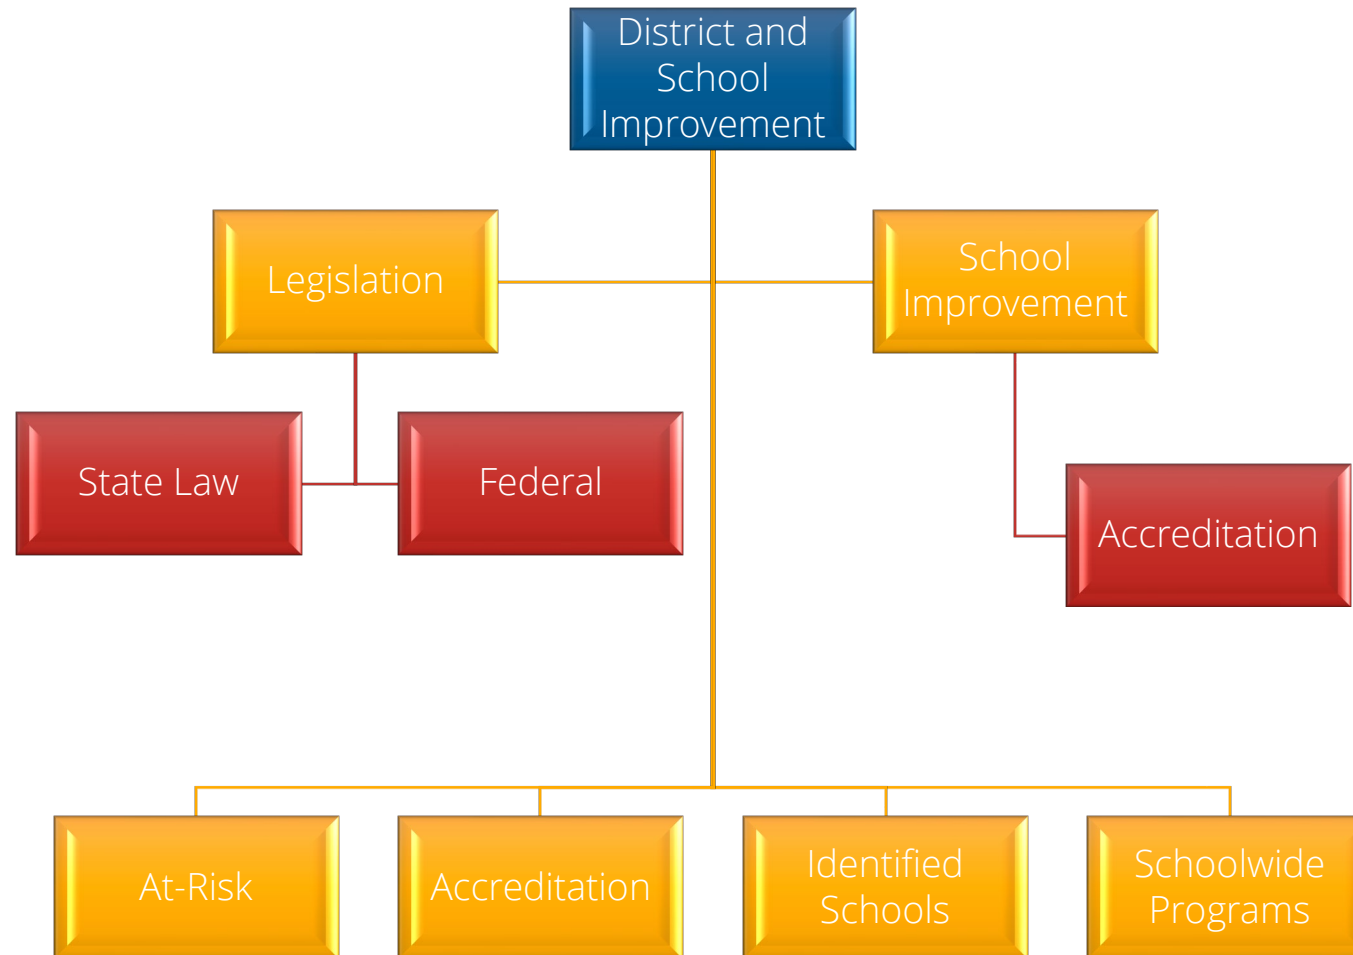 District and
School
Improvement
Legislation
School
Improvement
State Law
Federal
Accreditation
At-Risk
Accreditation
Identified
Schools
Schoolwide
Programs